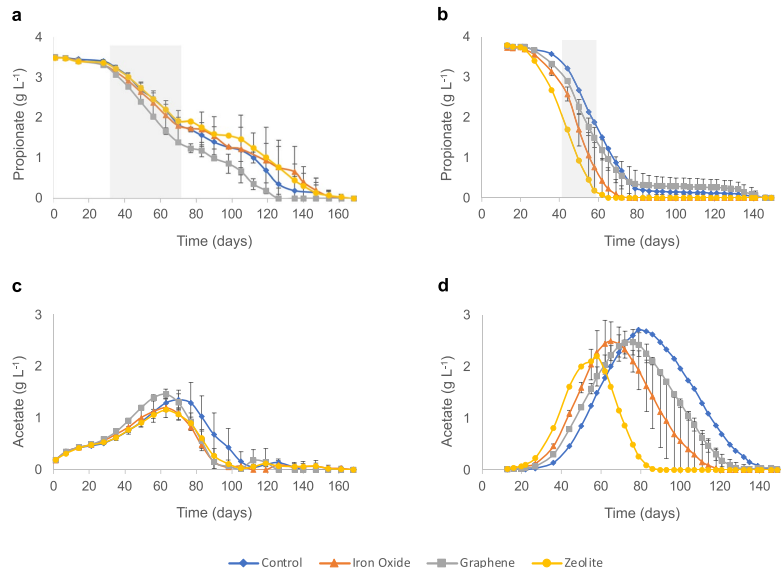 a
Propionate (g L⁻¹)
4
3
2
1
0
0 20 40 60 80 100 120 140 160
Time (days)
b
Propionate (g L⁻¹)
4
3
2
1
0
0 20 40 60 80 100 120 140
Time (days)
c
Acetate (g L⁻¹)
3
2
1
0
0 20 40 60 80 100 120 140 160
Time (days)
d
Acetate (g L⁻¹)
3
2
1
0
0 20 40 60 80 100 120 140
Time (days)
Control Iron Oxide Graphene Zeolite